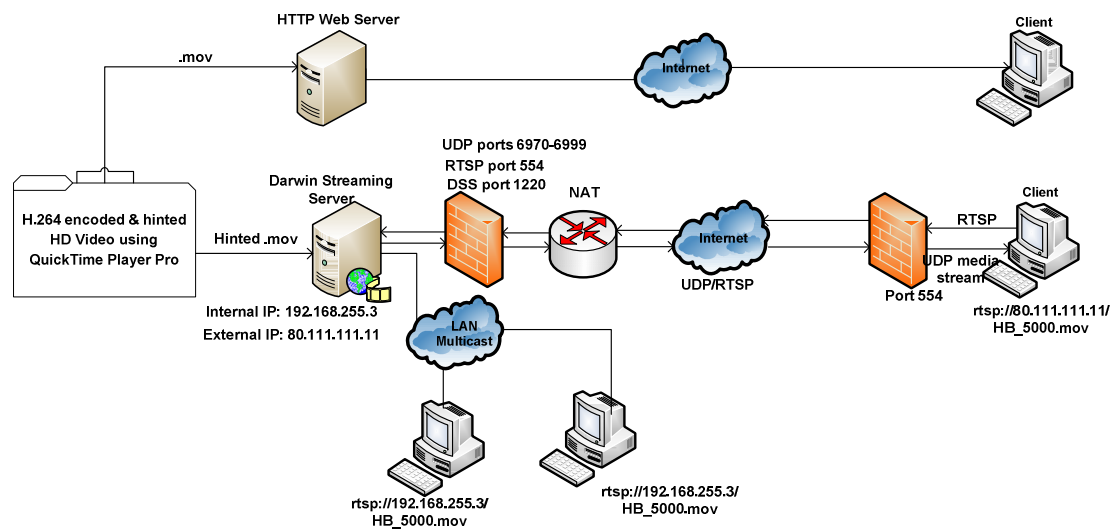 HTTP Web Server
Client
.mov
Internet
UDP ports 6970-6999
RTSP port 554
DSS port 1220
Darwin Streaming
Server
NAT
Client
H.264 encoded & hinted
HD Video using
QuickTime Player Pro
Hinted .mov
Internet
RTSP
UDP media
stream
UDP/RTSP
Port 554
Internal IP: 192.168.255.3
External IP: 80.111.111.11
rtsp://80.111.111.11/
HB_5000.mov
LAN
Multicast
rtsp://192.168.255.3/
HB_5000.mov
rtsp://192.168.255.3/
HB_5000.mov